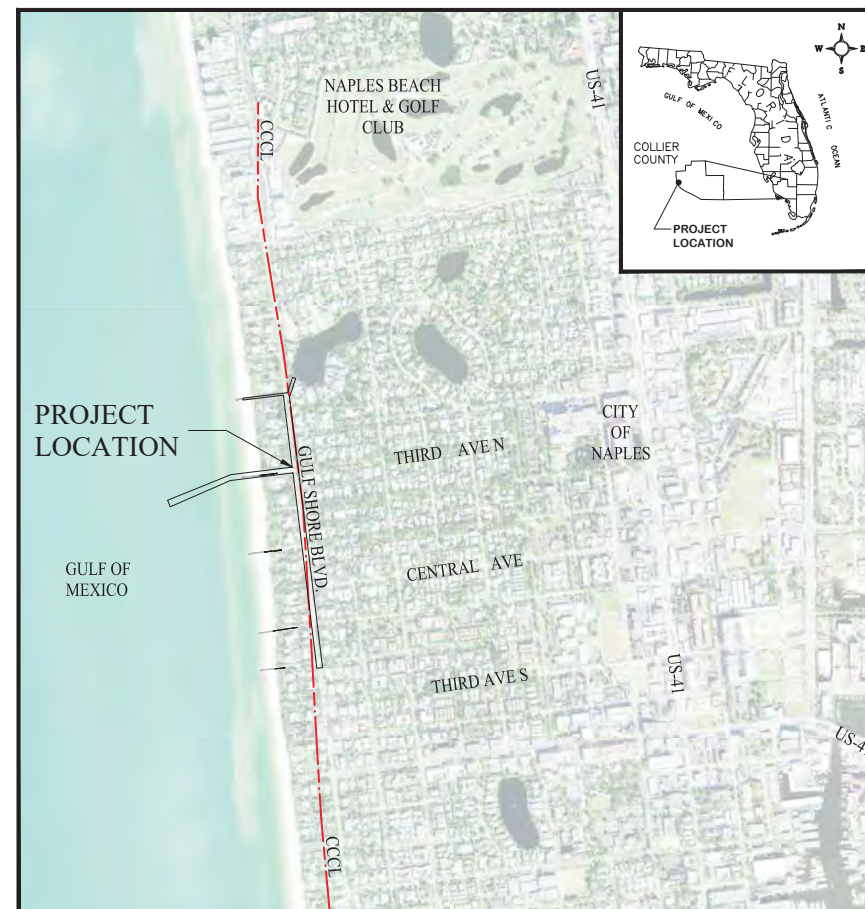 NAPLES BEACH
HOTEL & GOLF
CLUB
US-41
CCCL
N
W E
S
GULF OF MEXICO
FLORIDA
ATLANTIC OCEAN
COLLIER
COUNTY
PROJECT
LOCATION
PROJECT
LOCATION
GULF SHORE BLVD.
THIRD AVE N
CITY
OF
NAPLES
GULF OF
MEXICO
CENTRAL AVE
THIRD AVE S
US-41
US-41
CCCL